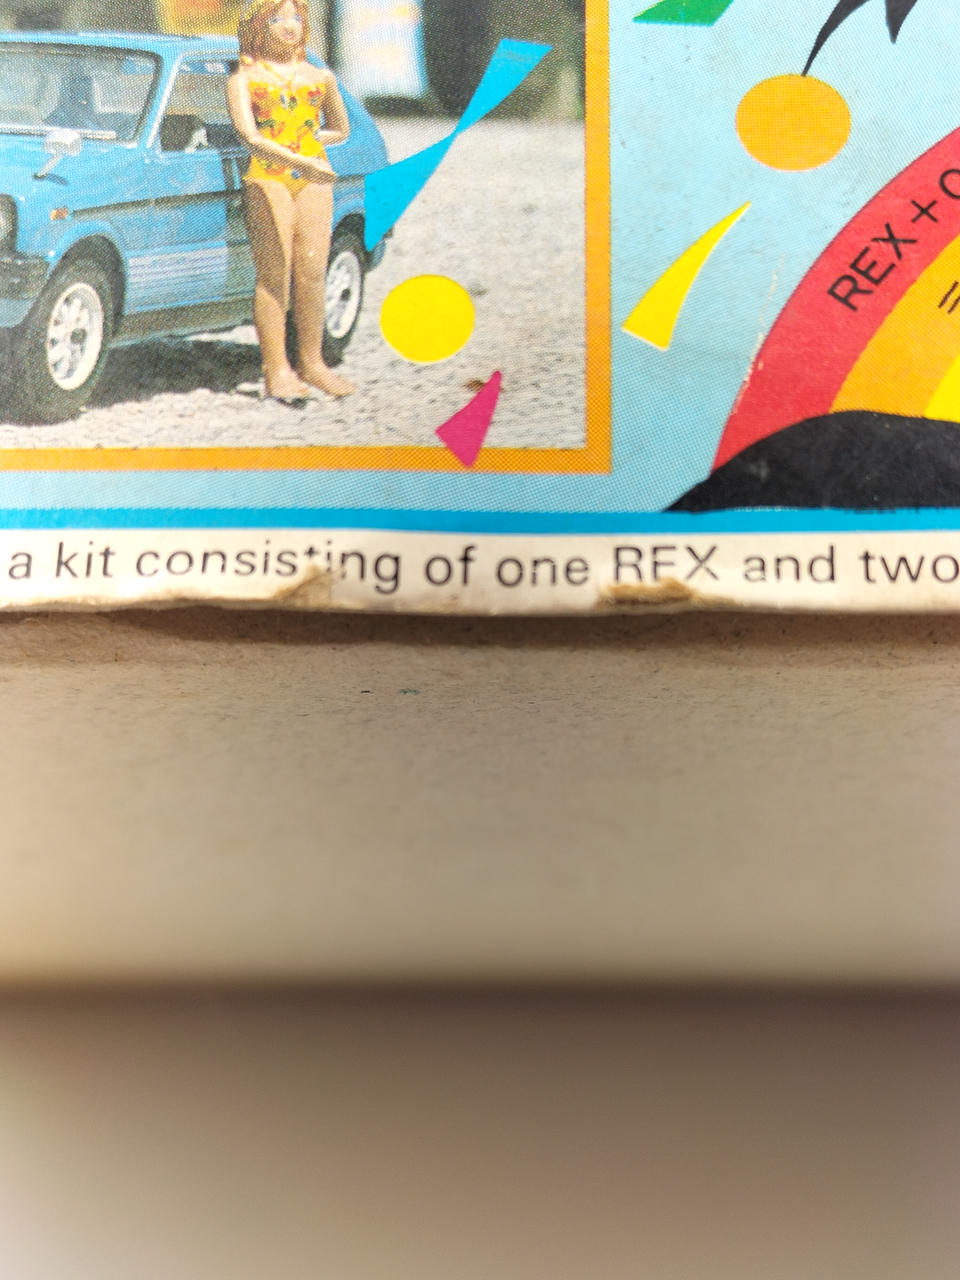 REX + O
=
a kit consisting of one REX and two